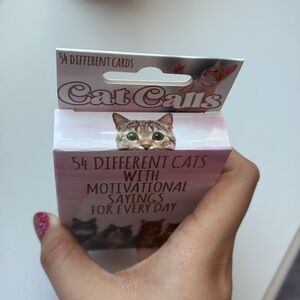 54 DIFFERENT CARDS
Cat Calls
54 DIFFERENT CATS
WITH
MOTIVATIONAL
SAYINGS
FOR EVERY DAY